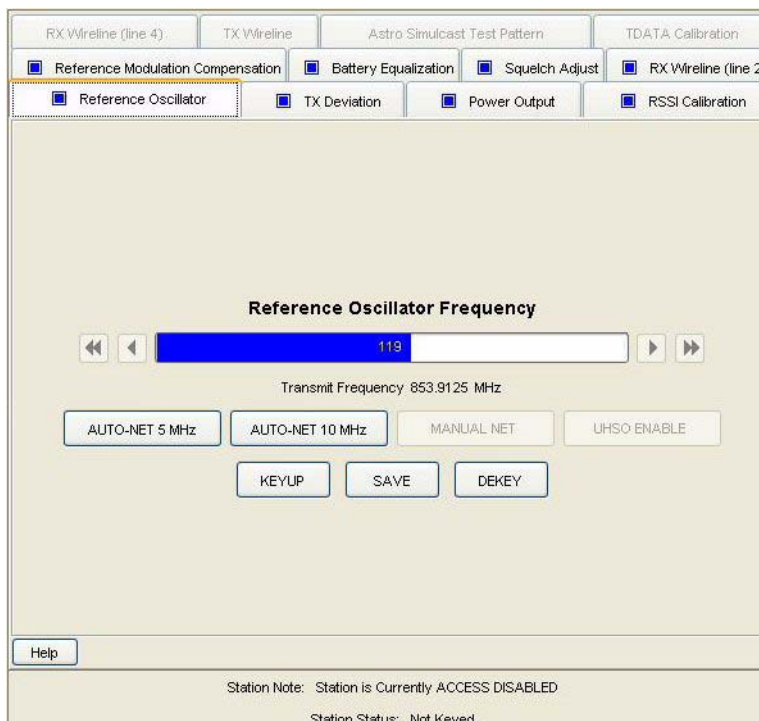 RX Wireline (line 4) TX Wireline Astro Simulcast Test Pattern TDATA Calibration
Reference Modulation Compensation Battery Equalization Squelch Adjust RX Wireline (line 2
Reference Oscillator TX Deviation Power Output RSSI Calibration
Reference Oscillator Frequency
119
Transmit Frequency 853.9125 MHz
AUTO-NET 5 MHz AUTO-NET 10 MHz MANUAL NET UHSO ENABLE
KEYUP SAVE DEKEY
Help
Station Note: Station is Currently ACCESS DISABLED
Station Status: Not Keyed